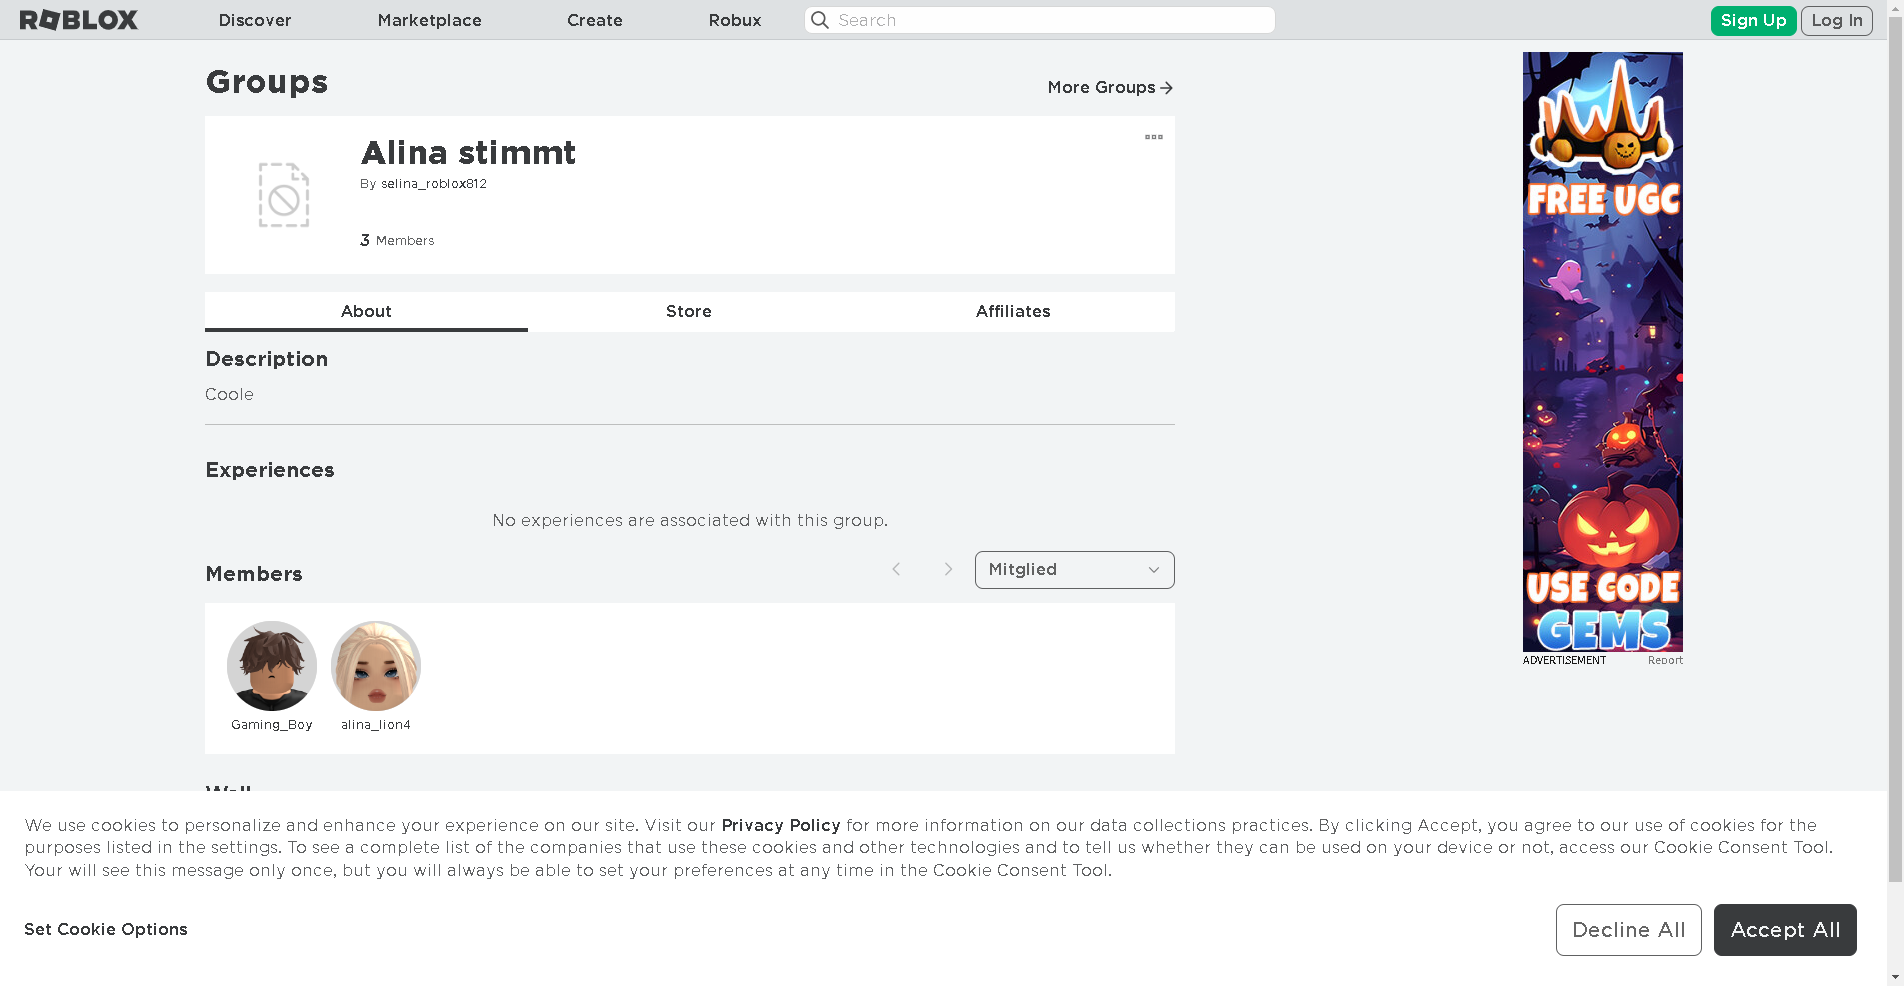 ROBLOX Discover Marketplace Create Robux Search Sign Up Log In
Groups
More Groups
Alina stimmt
By selina_roblox812
3 Members
About Store Affiliates
Description
Coole
Experiences
No experiences are associated with this group.
Members
Mitglied
Gaming_Boy alina_lion4
Wall
FREE UGC
USE CODE
GEMS
ADVERTISEMENT Report
We use cookies to personalize and enhance your experience on our site. Visit our Privacy Policy for more information on our data collections practices. By clicking Accept, you agree to our use of cookies for the
purposes listed in the settings. To see a complete list of the companies that use these cookies and other technologies and to tell us whether they can be used on your device or not, access our Cookie Consent Tool.
Your will see this message only once, but you will always be able to set your preferences at any time in the Cookie Consent Tool.
Set Cookie Options
Decline All Accept All